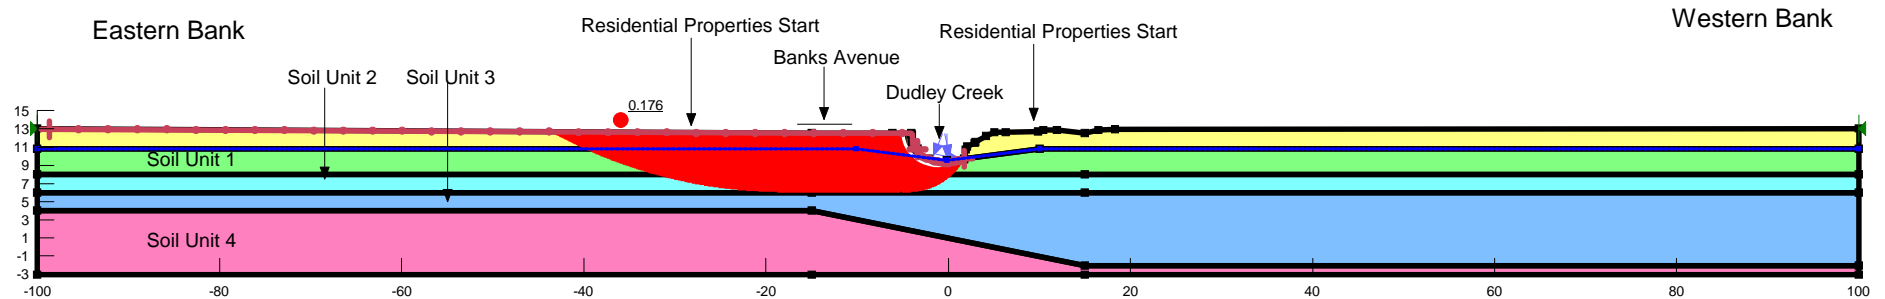 Eastern Bank
Residential Properties Start
Residential Properties Start
Western Bank
Banks Avenue
Soil Unit 2
Soil Unit 3
Dudley Creek
0.176
Soil Unit 1
Soil Unit 4
15
13
11
9
7
5
3
1
-1
-3
-100
-80
-60
-40
-20
0
20
40
60
80
100